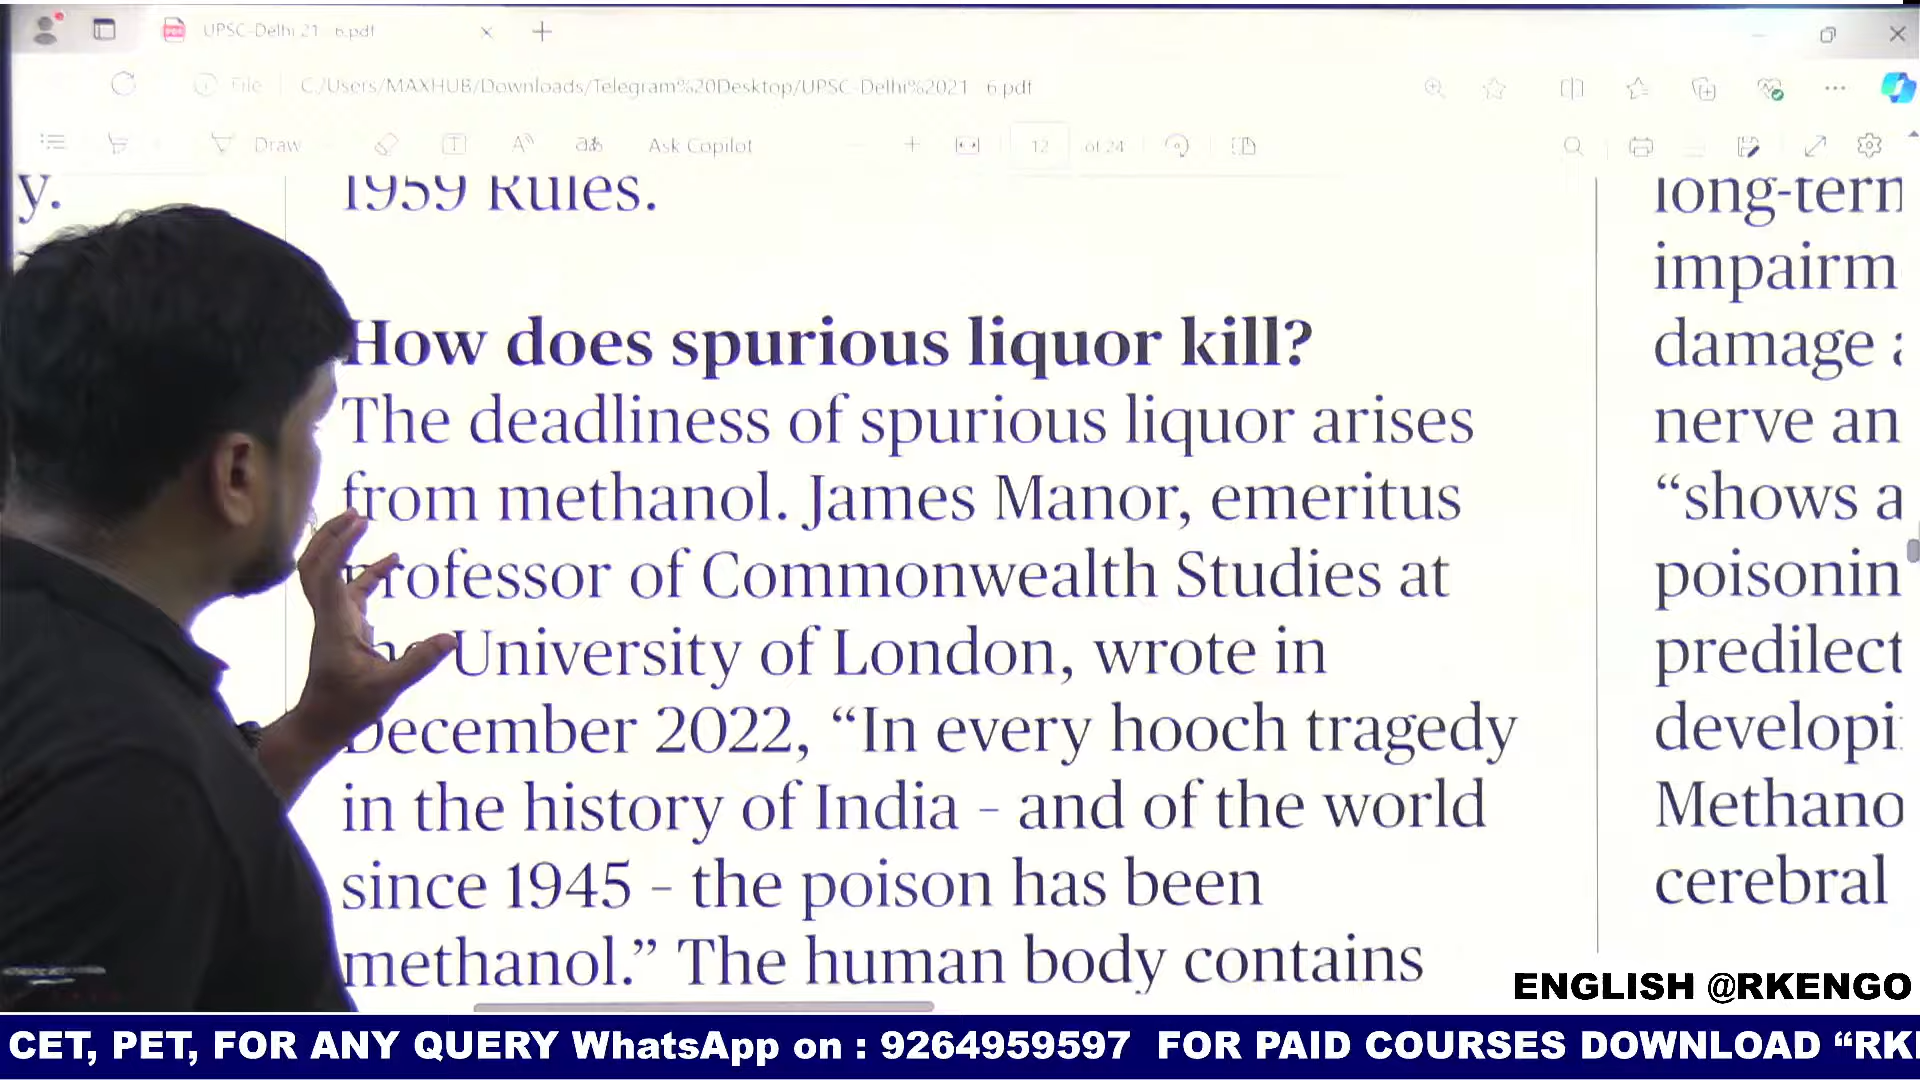 UPSC-Delhi 21 - 6.pdf
File
C:/Users/MAXHUB/Downloads/Telegram%20Desktop/UPSC-Delhi%2021 6.pdf
Draw
Ask Copilot
12 of 24
y.
1959 Rules.
How does spurious liquor kill?
The deadliness of spurious liquor arises
from methanol. James Manor, emeritus
professor of Commonwealth Studies at
the University of London, wrote in
December 2022, “In every hooch tragedy
in the history of India – and of the world
since 1945 – the poison has been
methanol.” The human body contains
long-tern
impairm
damage a
nerve an
“shows a
poisonin
predilect
developi
Methano
cerebral
ENGLISH @RKENGO
CET, PET, FOR ANY QUERY WhatsApp on : 9264959597 FOR PAID COURSES DOWNLOAD “RK